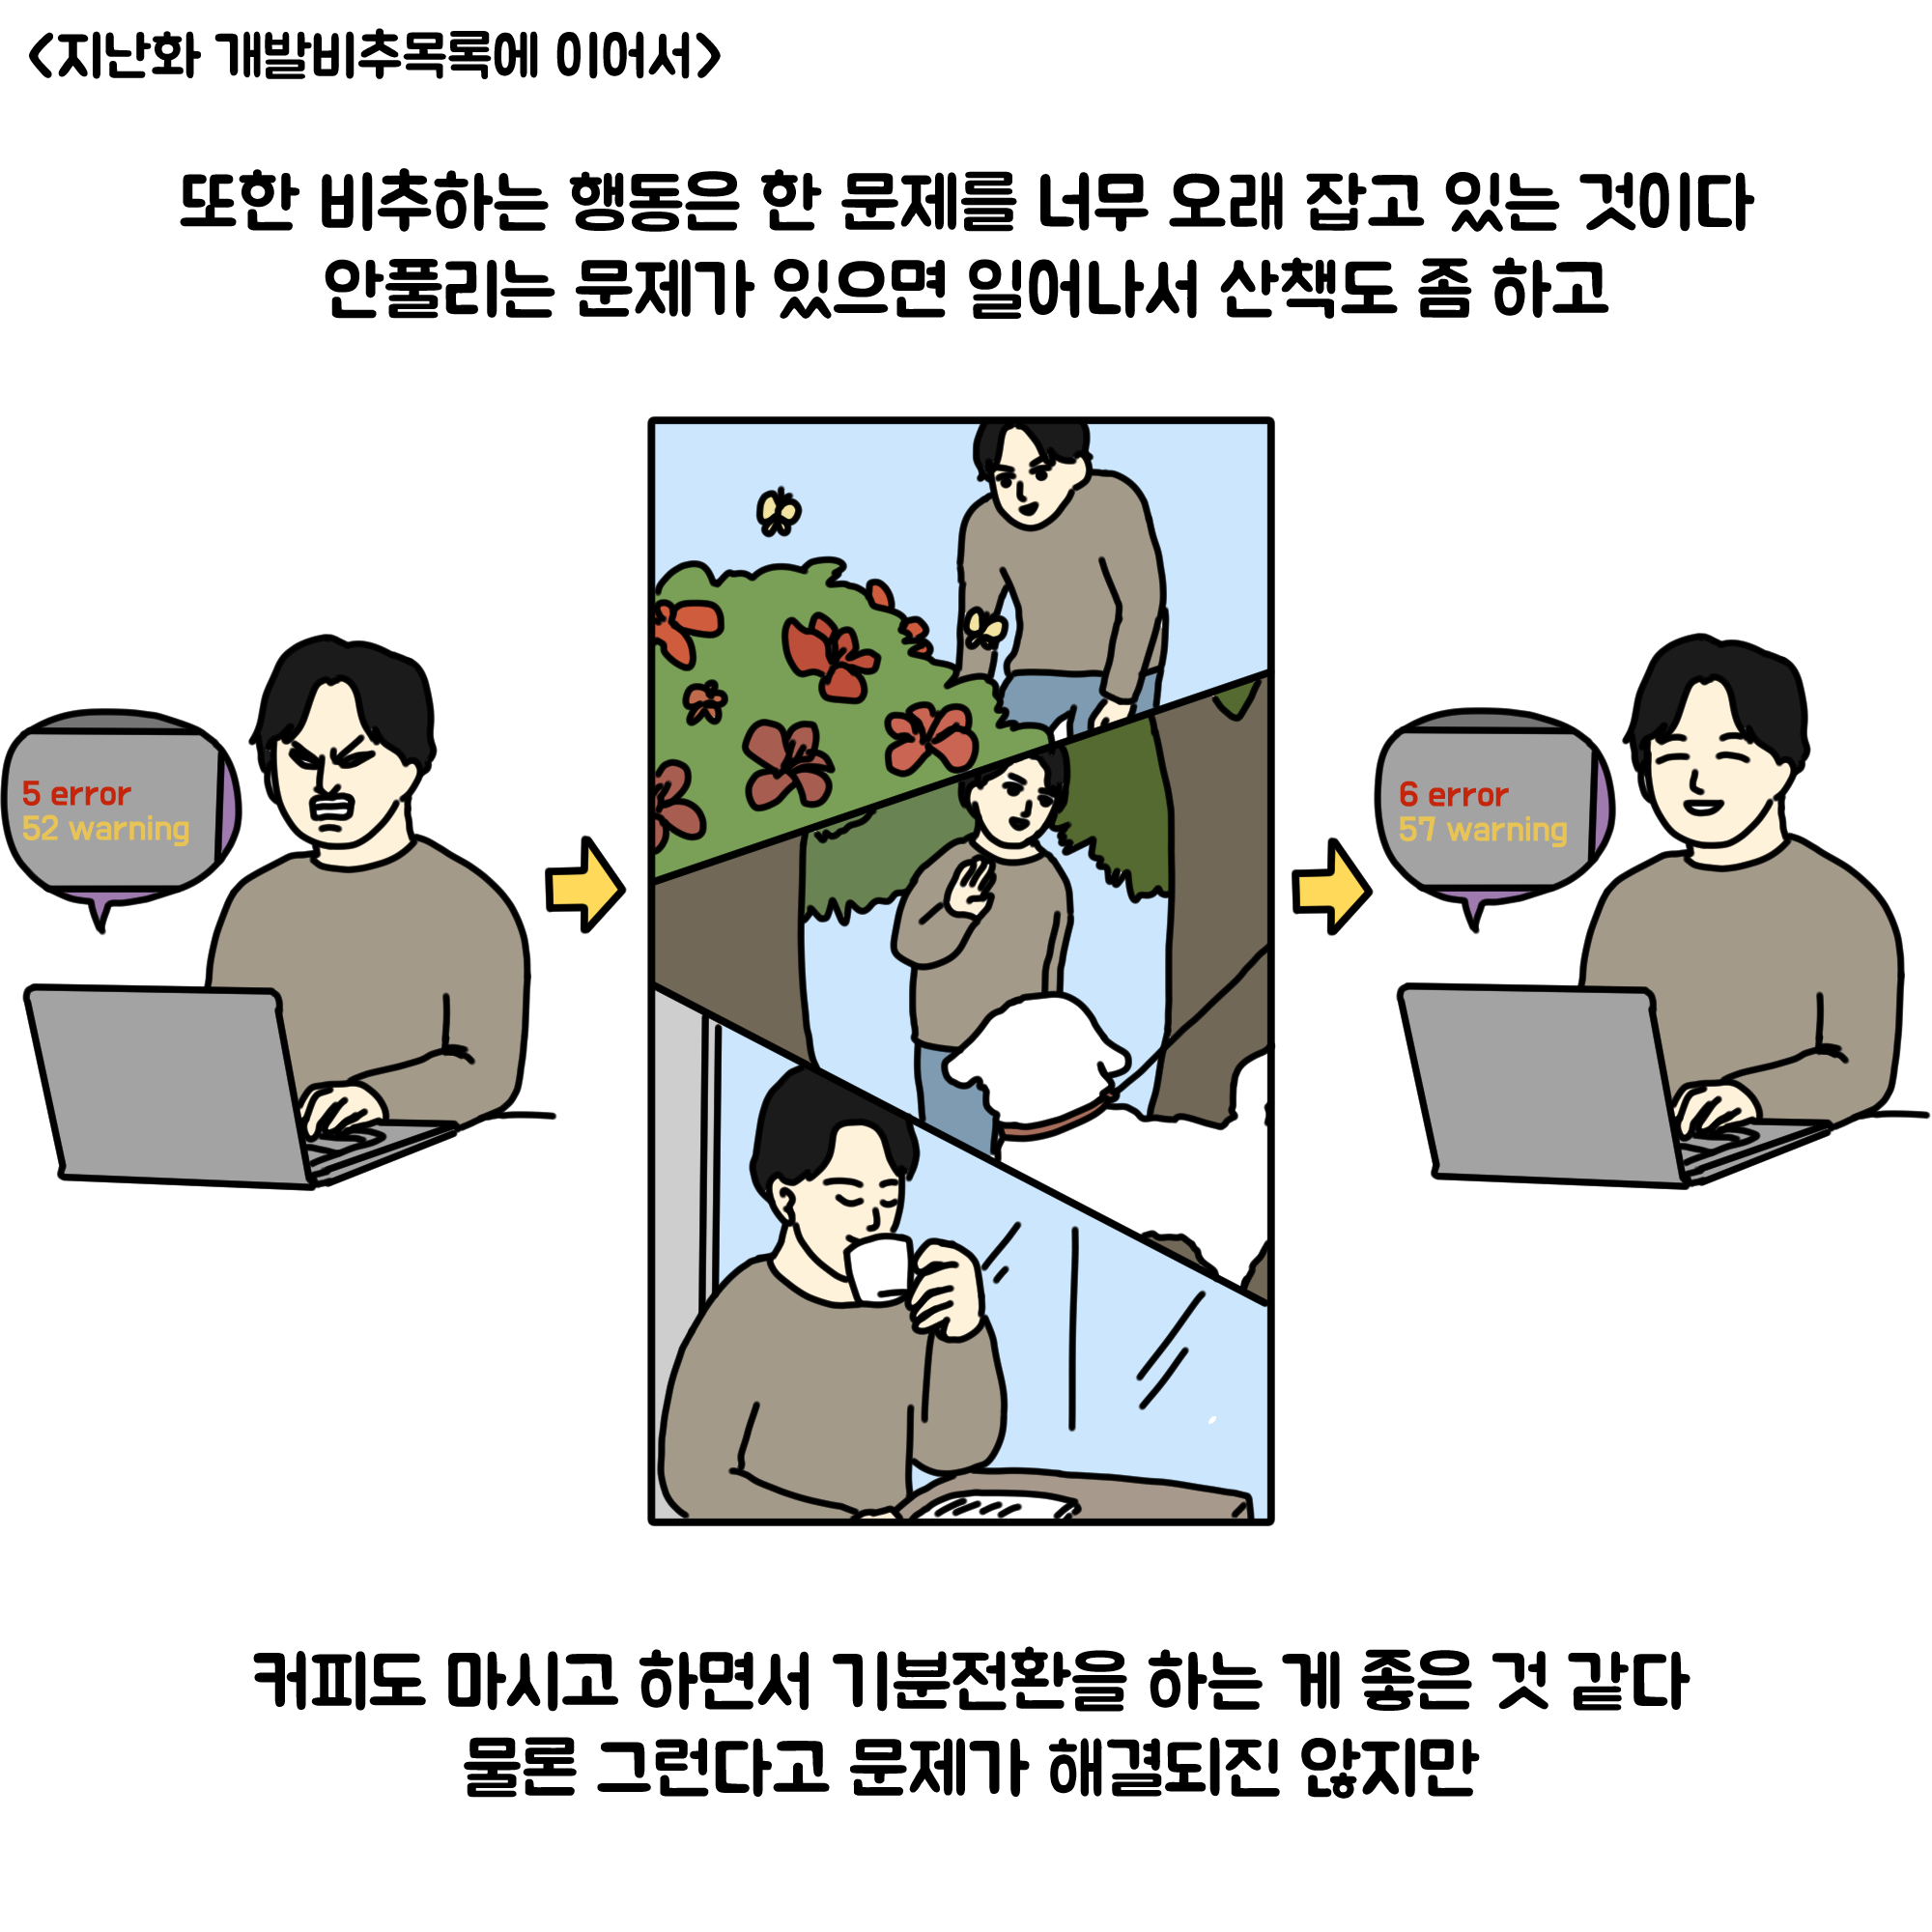 <지난화 개발비추목록에 이어서>
또한 비추하는 행동은 한 문제를 너무 오래 잡고 있는 것이다
안풀리는 문제가 있으면 일어나서 산책도 좀 하고
5 error
52 warning
6 error
57 warning
커피도 마시고 하면서 기분전환을 하는 게 좋은 것 같다
물론 그런다고 문제가 해결되진 않지만